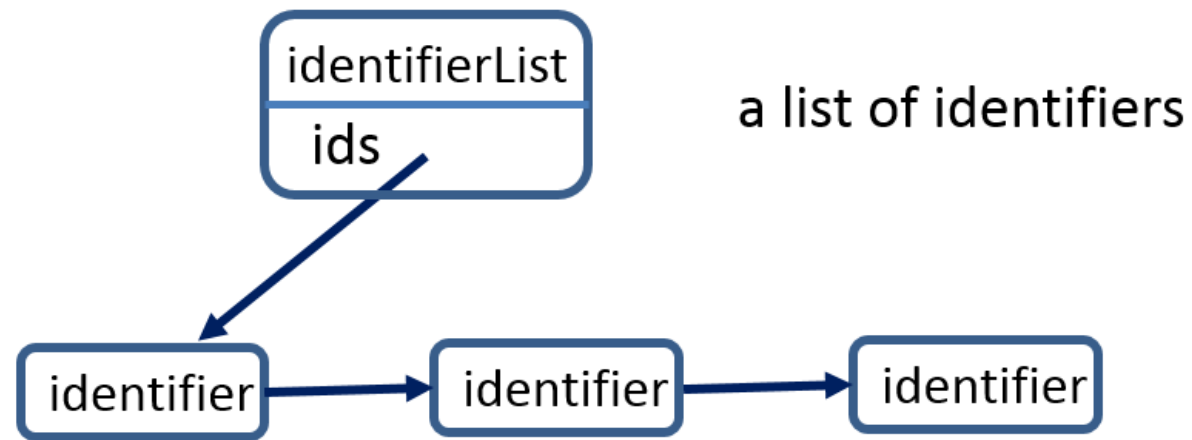 identifierList
a list of identifiers
ids
identifier
identifier
identifier